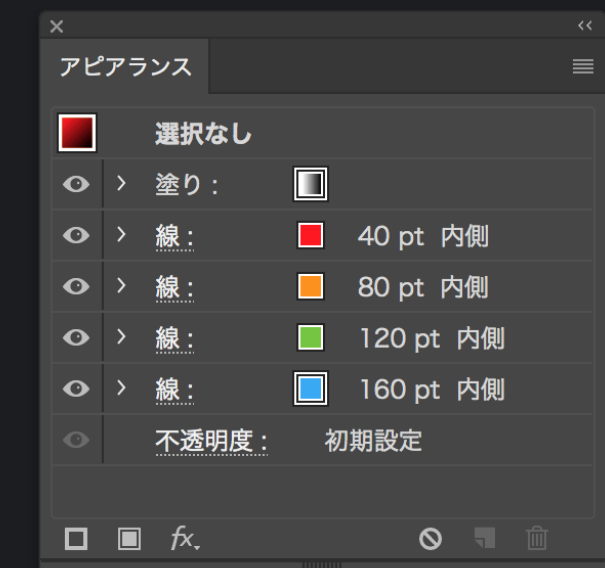 アピアランス
選択なし
塗り：
線： 40 pt 内側
線： 80 pt 内側
線： 120 pt 内側
線： 160 pt 内側
不透明度： 初期設定
fx.